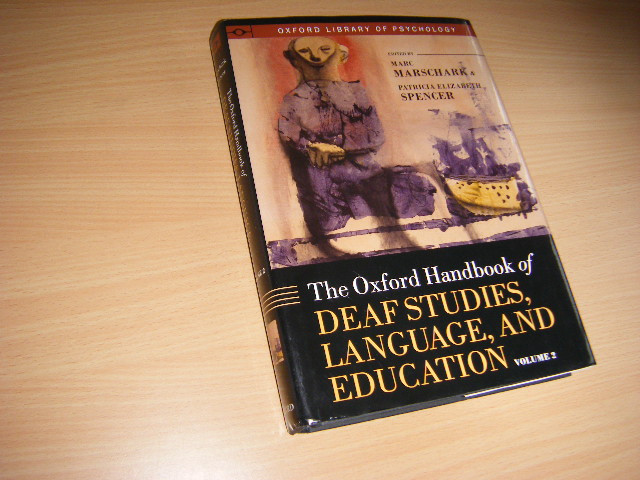 OXFORD LIBRARY OF PSYCHOLOGY
EDITED BY
MARC
MARSCHARK &
PATRICIA ELIZABETH
SPENCER
The Oxford Handbook of
DEAF STUDIES,
LANGUAGE, AND
EDUCATION VOLUME 2
The Oxford Handbook of